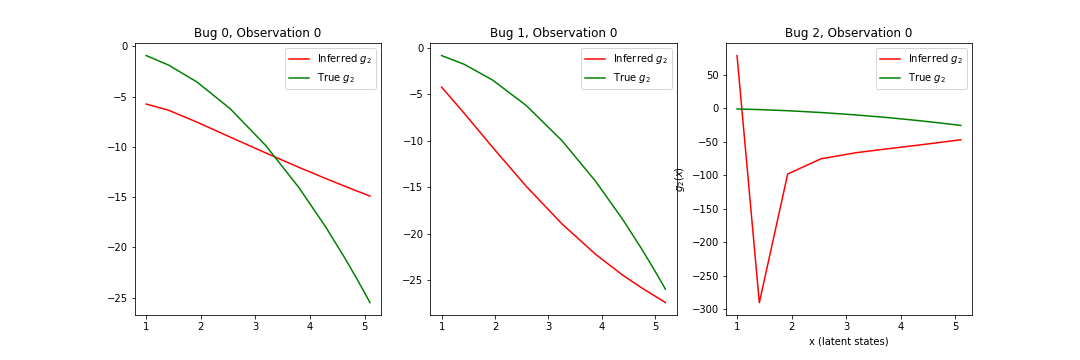 Bug 0, Observation 0
Inferred g₂
True g₂
0
−5
−10
−15
−20
−25
1 2 3 4 5
Bug 1, Observation 0
Inferred g₂
True g₂
0
−5
−10
−15
−20
−25
1 2 3 4 5
Bug 2, Observation 0
Inferred g₂
True g₂
g₂(x)
50
0
−50
−100
−150
−200
−250
−300
1 2 3 4 5
x (latent states)